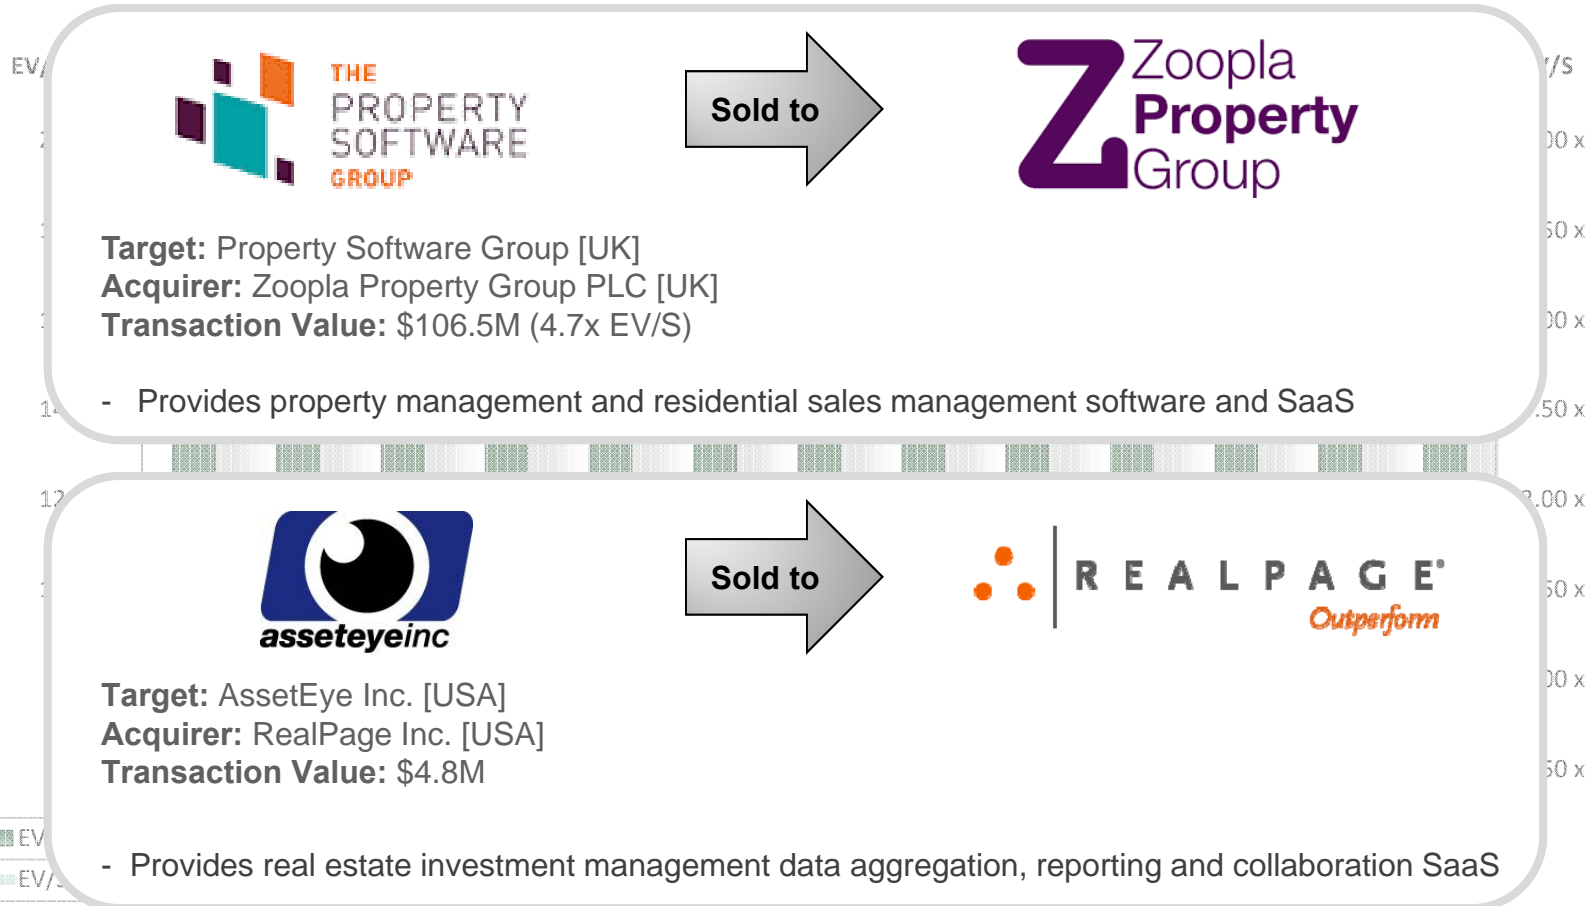 THE
PROPERTY
SOFTWARE
GROUP
Sold to
Zoopla
Property
Group
Target: Property Software Group [UK]
Acquirer: Zoopla Property Group PLC [UK]
Transaction Value: $106.5M (4.7x EV/S)
- Provides property management and residential sales management software and SaaS
asseteyeinc
Sold to
REALPAGE®
Outperform
Target: AssetEye Inc. [USA]
Acquirer: RealPage Inc. [USA]
Transaction Value: $4.8M
- Provides real estate investment management data aggregation, reporting and collaboration SaaS